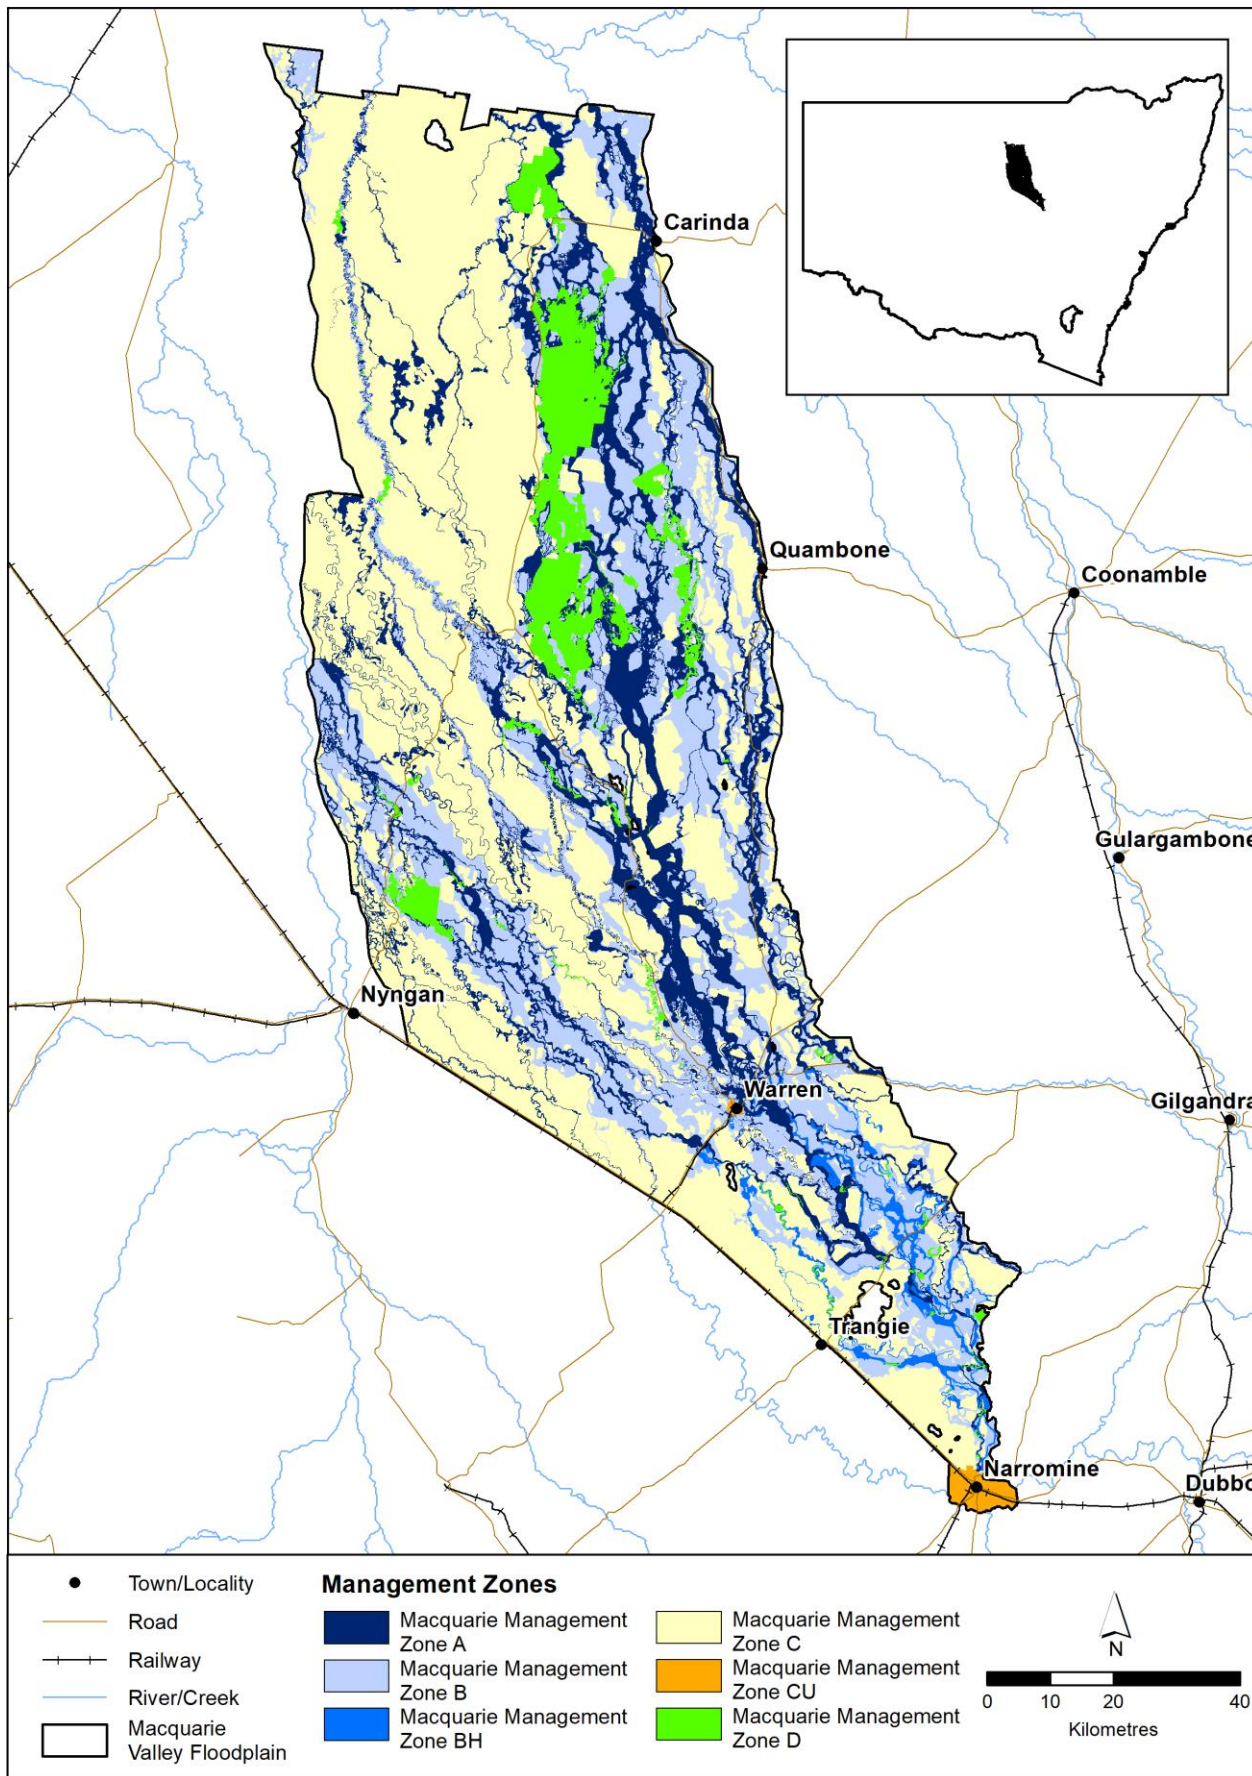 Carinda
Quambone
Coonamble
Gulargambone
Nyngan
Warren
Gilgandra
Trangie
Narromine
Dubbo
Town/Locality
Road
Railway
River/Creek
Macquarie
Valley Floodplain
Management Zones
Macquarie Management
Zone A
Macquarie Management
Zone B
Macquarie Management
Zone BH
Macquarie Management
Zone C
Macquarie Management
Zone CU
Macquarie Management
Zone D
N
0 10 20 40
Kilometres